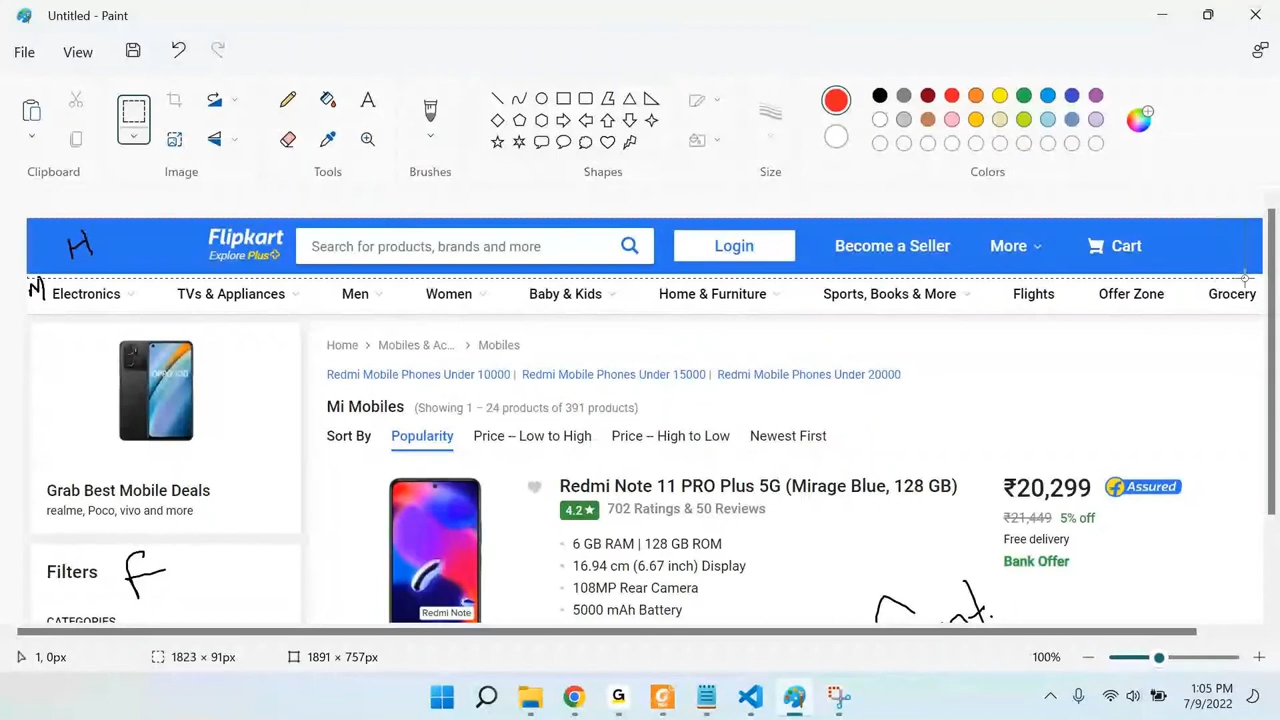 Untitled - Paint
File View
A
Clipboard Image Tools Brushes Shapes Size Colors
H Flipkart Search for products, brands and more Login Become a Seller More Cart
Explore Plus
M Electronics TVs & Appliances Men Women Baby & Kids Home & Furniture Sports, Books & More Flights Offer Zone Grocery
Home > Mobiles & Ac... > Mobiles
Redmi Mobile Phones Under 10000 | Redmi Mobile Phones Under 15000 | Redmi Mobile Phones Under 20000
Mi Mobiles (Showing 1 – 24 products of 391 products)
Sort By Popularity Price -- Low to High Price -- High to Low Newest First
Grab Best Mobile Deals
realme, Poco, vivo and more
Filters F
CATEGORIES
Redmi Note 11 PRO Plus 5G (Mirage Blue, 128 GB)
4.2★ 702 Ratings & 50 Reviews
6 GB RAM | 128 GB ROM
16.94 cm (6.67 inch) Display
108MP Rear Camera
5000 mAh Battery
Redmi Note
₹20,299 Assured
₹21,449 5% off
Free delivery
Bank Offer
1, 0px 1823 × 91px 1891 × 757px 100%
1:05 PM
7/9/2022